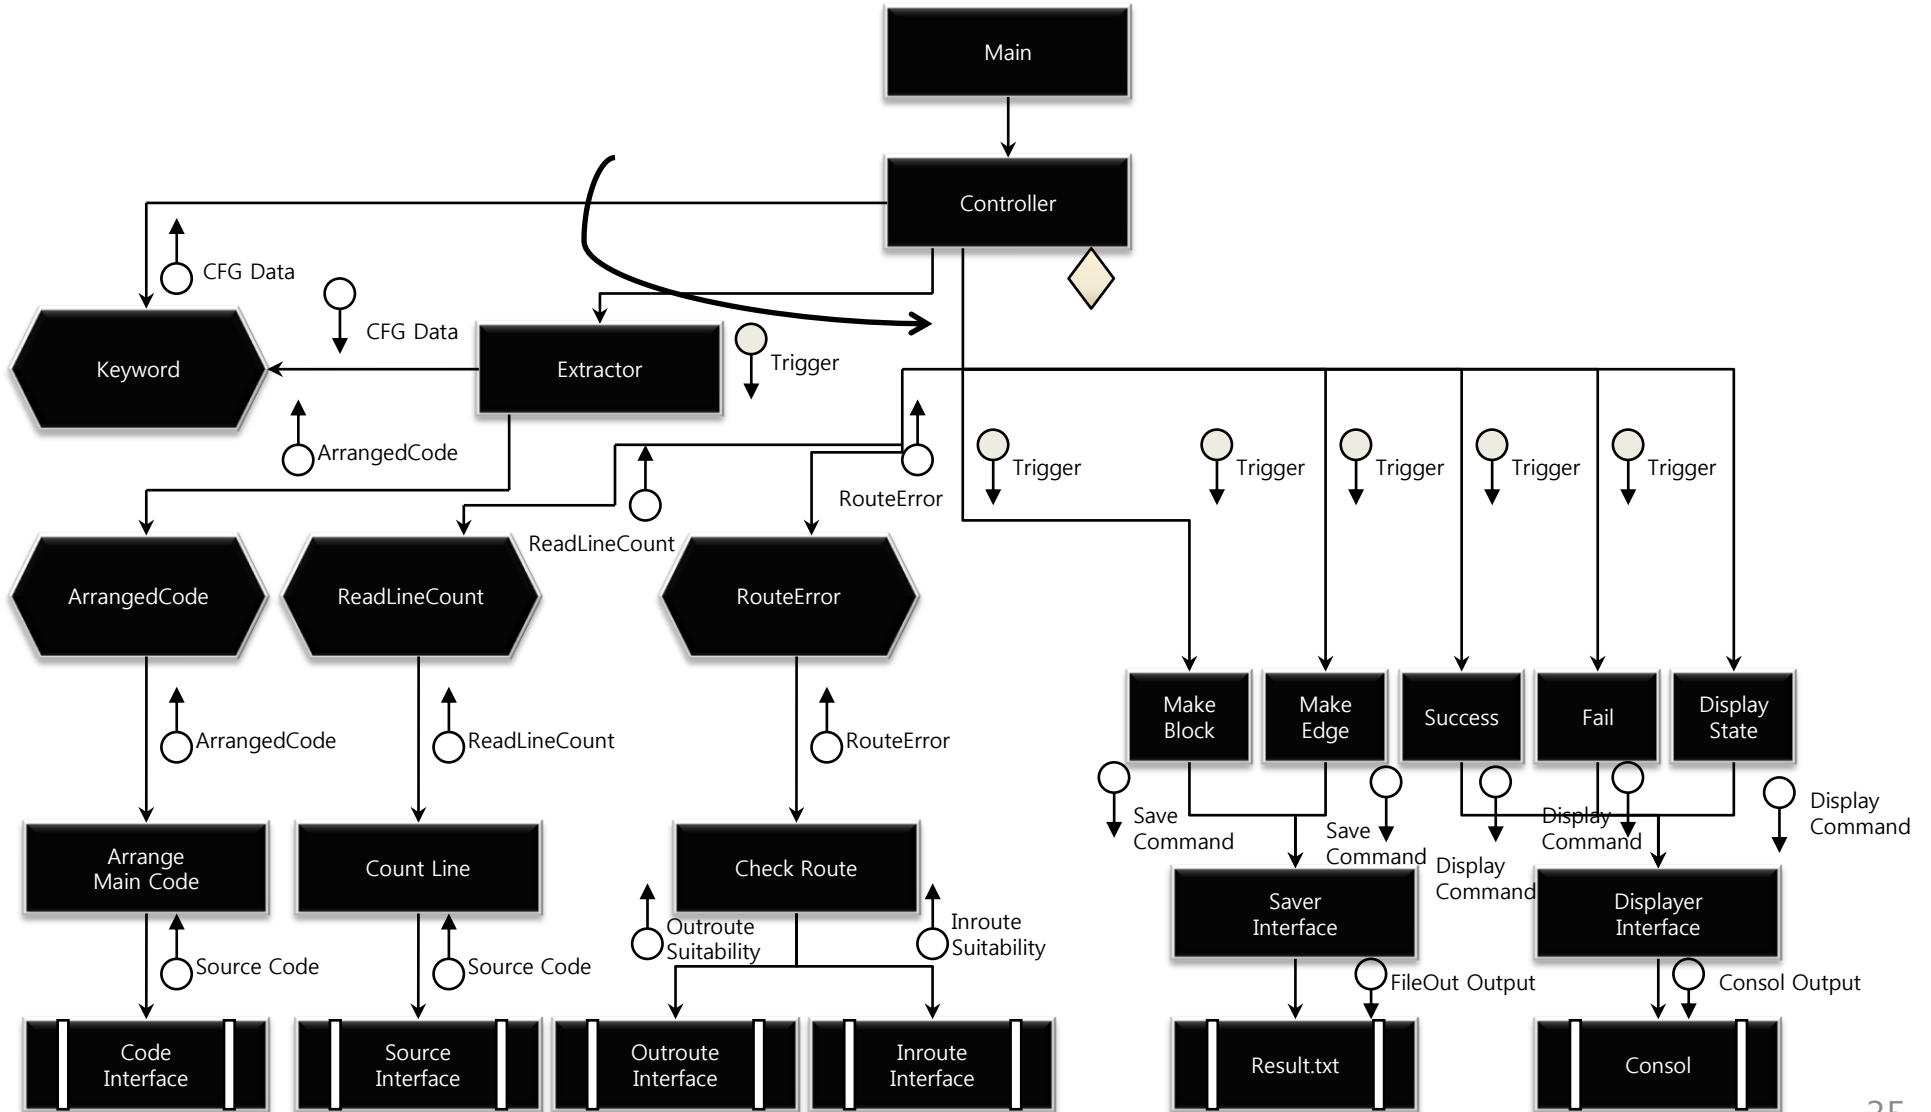 Main
Controller
CFG Data
CFG Data
Keyword
Extractor
Trigger
ArrangedCode
RouteError
Trigger
Trigger
Trigger
Trigger
Trigger
ReadLineCount
ArrangedCode
ReadLineCount
RouteError
ArrangedCode
ReadLineCount
RouteError
Make
Block
Make
Edge
Success
Fail
Display
State
Save
Command
Save
Command
Display
Command
Display
Command
Display
Command
Arrange
Main Code
Count Line
Check Route
Saver
Interface
Displayer
Interface
Source Code
Source Code
Outroute
Suitability
Inroute
Suitability
FileOut Output
Consol Output
Code
Interface
Source
Interface
Outroute
Interface
Inroute
Interface
Result.txt
Consol